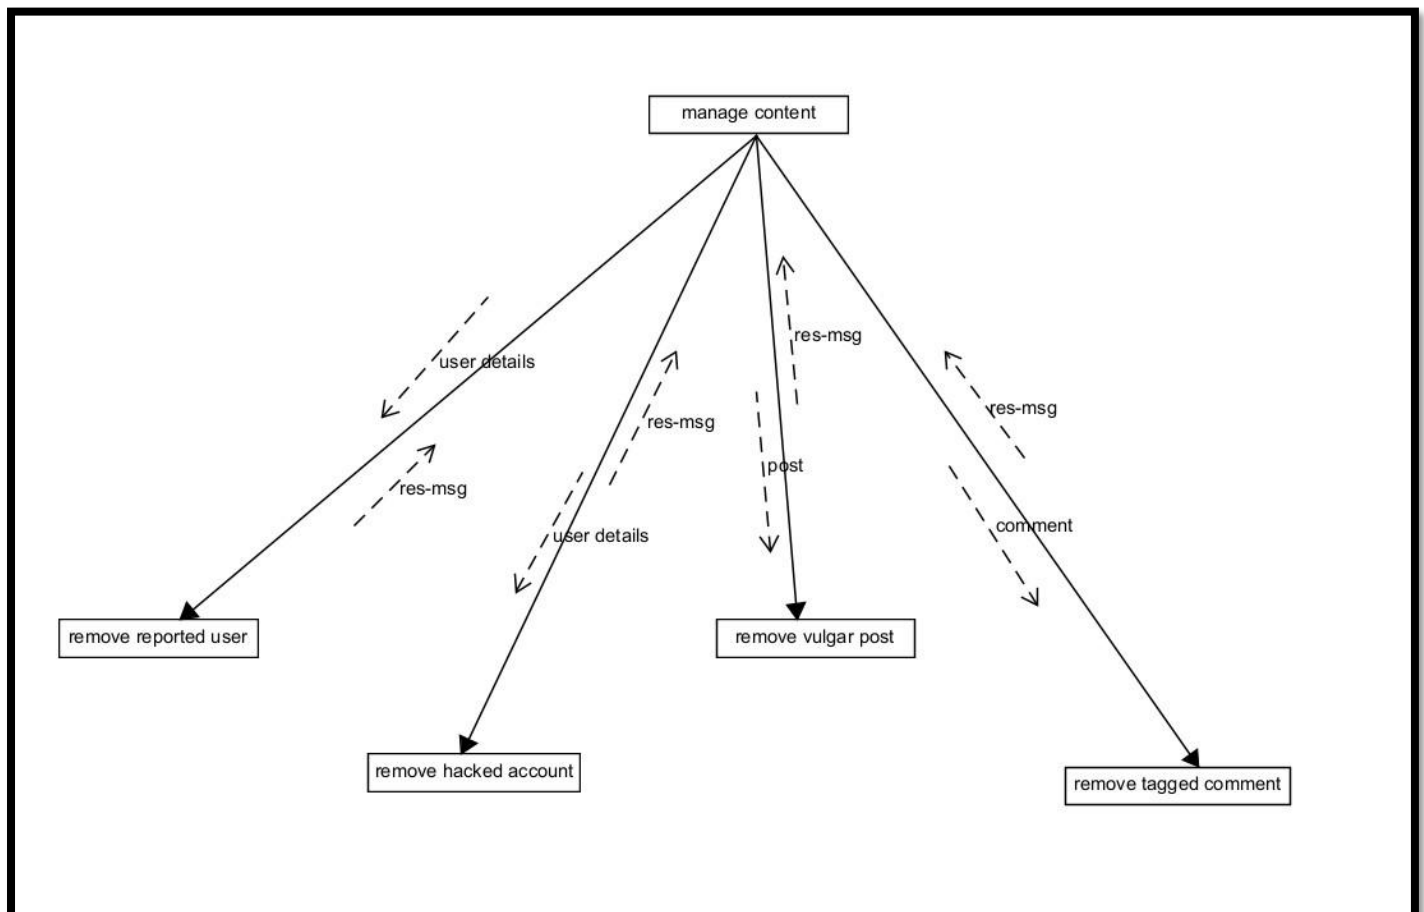 manage content
res-msg
user details
res-msg
res-msg
post
res-msg
comment
user details
remove reported user
remove vulgar post
remove hacked account
remove tagged comment